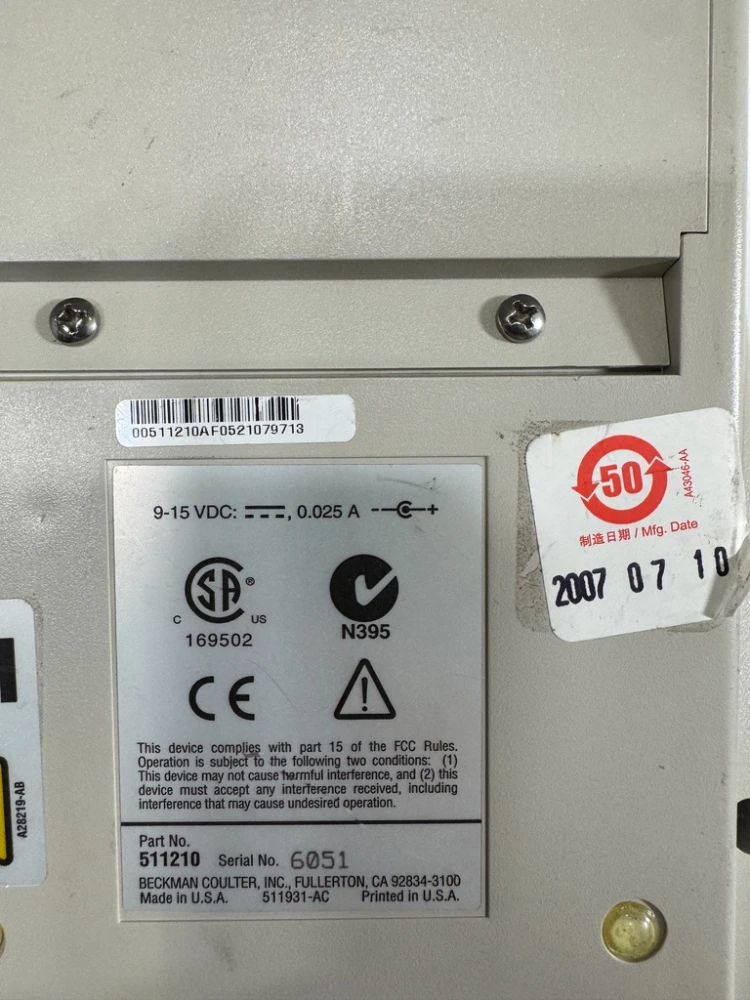 00511210AF0521079713
50
A43046-AA
制造日期 / Mfg. Date
2007 07 10
9-15 VDC: , 0.025 A - +
SA ®
C US
169502
N395
CE
!
This device complies with part 15 of the FCC Rules.
Operation is subject to the following two conditions: (1)
This device may not cause harmful interference, and (2) this
device must accept any interference received, including
interference that may cause undesired operation.
Part No.
511210 Serial No. 6051
BECKMAN COULTER, INC., FULLERTON, CA 92834-3100
Made in U.S.A. 511931-AC Printed in U.S.A.
A28219-AB